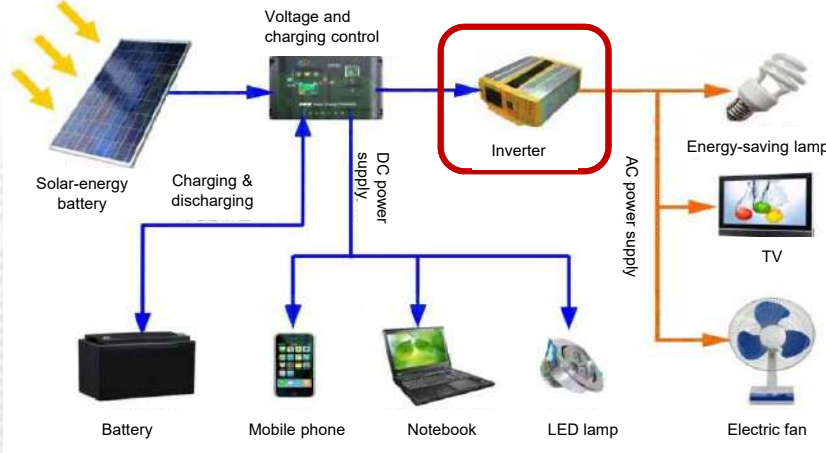 Voltage and
charging control
Inverter
Energy-saving lamp
Solar-energy
battery
Charging &
discharging
DC power
supply.
AC power supply
TV
Battery
Mobile phone
Notebook
LED lamp
Electric fan